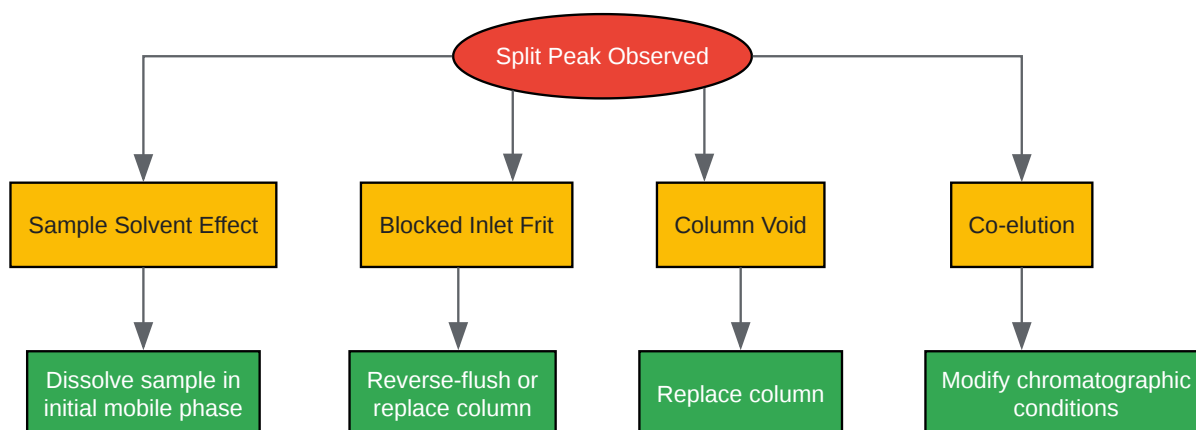 Split Peak Observed
Sample Solvent Effect
Blocked Inlet Frit
Column Void
Co-elution
Dissolve sample in
initial mobile phase
Reverse-flush or
replace column
Replace column
Modify chromatographic
conditions